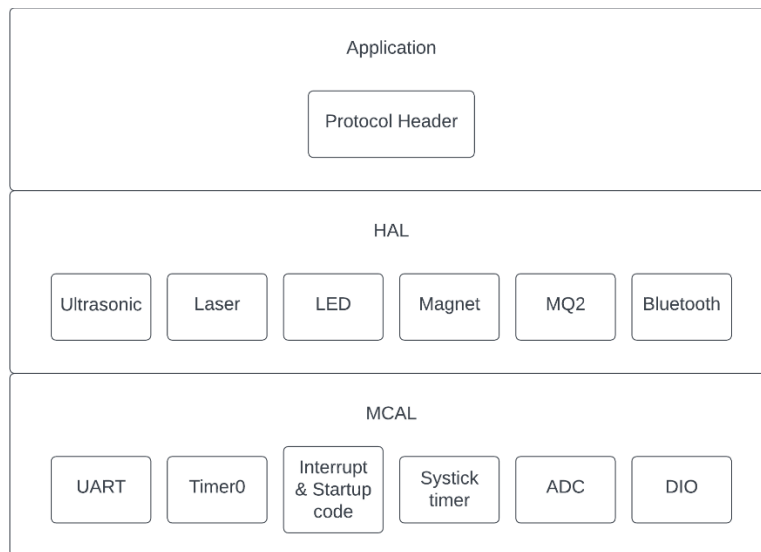 Application
Protocol Header
HAL
Ultrasonic
Laser
LED
Magnet
MQ2
Bluetooth
MCAL
UART
Timer0
Interrupt
& Startup
code
Systick
timer
ADC
DIO